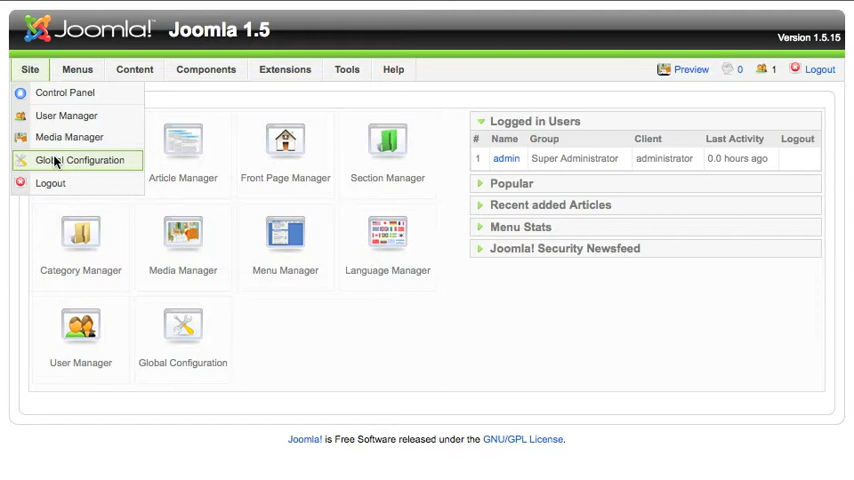 Joomla! Joomla 1.5
Version 1.5.15
Site Menus Content Components Extensions Tools Help Preview 0 1 Logout
Control Panel
User Manager
Media Manager
Global Configuration
Logout
Article Manager Front Page Manager Section Manager
Category Manager Media Manager Menu Manager Language Manager
User Manager Global Configuration
Logged in Users
# Name Group Client Last Activity Logout
1 admin Super Administrator administrator 0.0 hours ago
Popular
Recent added Articles
Menu Stats
Joomla! Security Newsfeed
Joomla! is Free Software released under the GNU/GPL License.